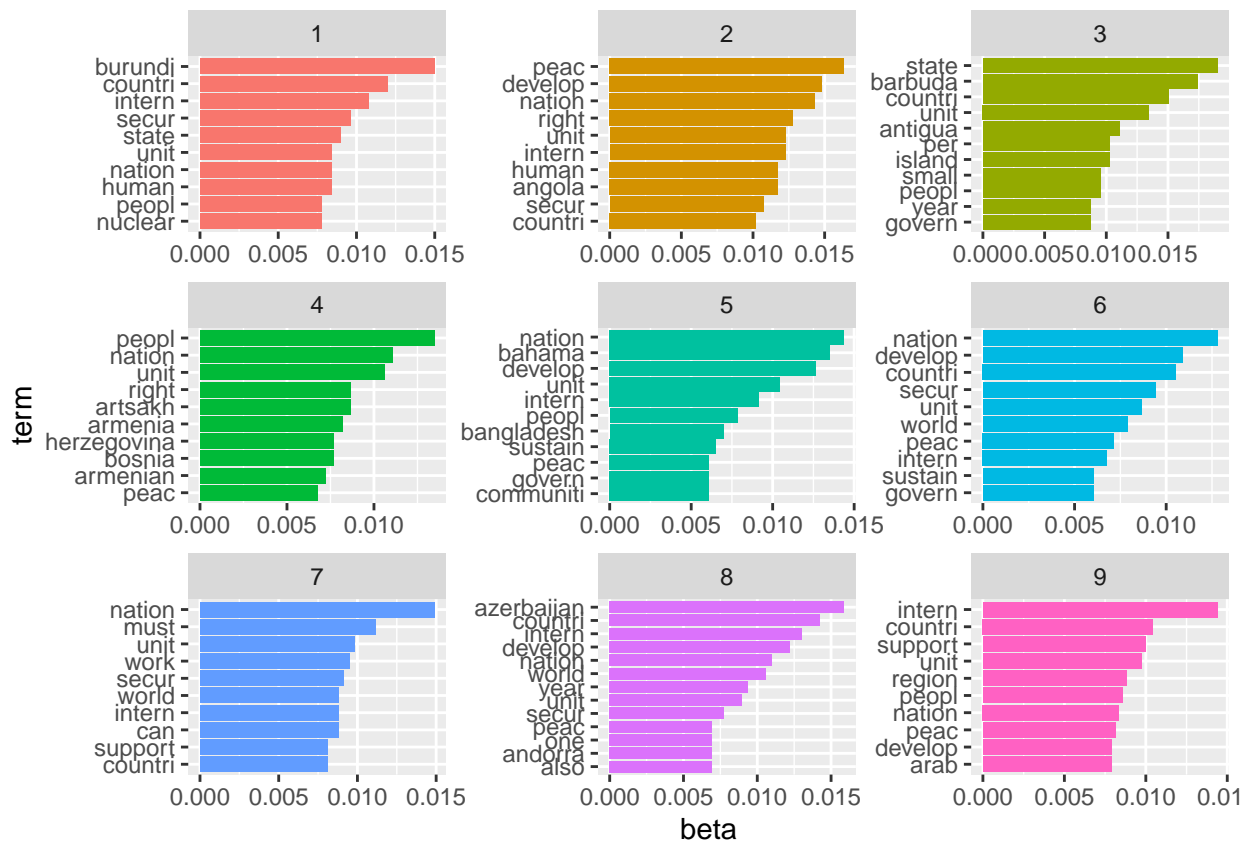 1
burundi
countri
intern
secur
state
unit
nation
human
peopl
nuclear
0.000 0.005 0.010 0.015
2
peac
develop
nation
right
unit
intern
human
angola
secur
countri
0.000 0.005 0.010 0.015
3
state
barbuda
countri
unit
antigua
per
island
small
peopl
year
govern
0.000 0.005 0.010 0.015
term
4
peopl
nation
unit
right
artsakh
armenia
herzegovina
bosnia
armenian
peac
0.000 0.005 0.010
5
nation
bahama
develop
unit
intern
peopl
bangladesh
sustain
peac
govern
communiti
0.000 0.005 0.010 0.015
6
nation
develop
countri
secur
unit
world
peac
intern
sustain
govern
0.000 0.005 0.010
7
nation
must
unit
work
secur
world
intern
can
support
countri
0.000 0.005 0.010 0.015
8
azerbaijan
countri
intern
develop
nation
world
year
unit
secur
peac
one
andorra
also
0.000 0.005 0.010 0.015
9
intern
countri
support
unit
region
peopl
nation
peac
develop
arab
0.000 0.005 0.010 0.01
beta